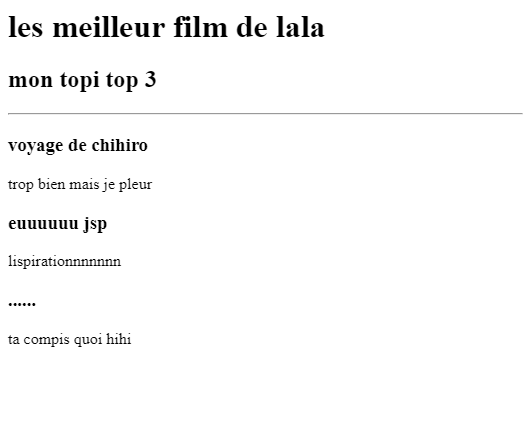 les meilleur film de lala
mon topi top 3
voyage de chihiro
trop bien mais je pleur
euuuuuu jsp
lispirationnnnnnn
......
ta compis quoi hihi